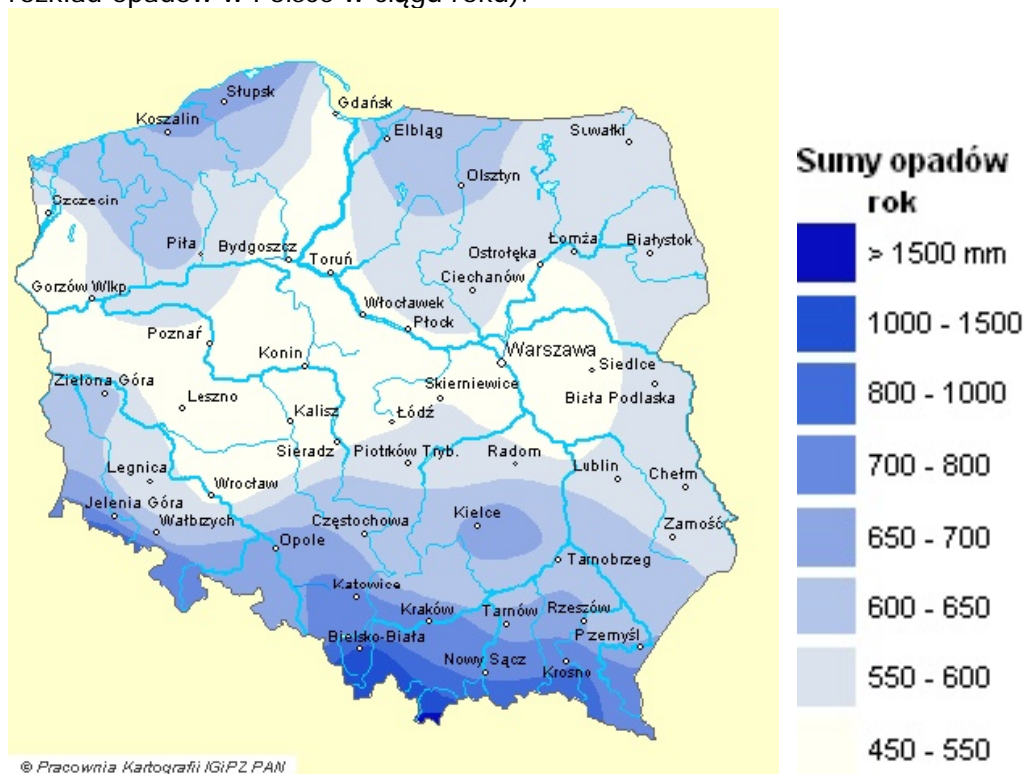 rozkład opadów w Polsce w ciągu roku).
Słupsk
Gdańsk
Koszalin
Elbląg
Suwałki
Olsztyn
Szczecin
Piła
Bydgoszcz
Toruń
Ostrołęka
Łomża
Białystok
Ciechanów
Gorzów Wlkp.
Włocławek
Płock
Poznań
Konin
Warszawa
Siedlce
Zielona Góra
Skierniewice
Leszno
Biała Podlaska
Kalisz
Łódź
Sieradz
Piotrków Tryb.
Radom
Legnica
Lublin
Chełm
Wrocław
Jelenia Góra
Wałbrzych
Częstochowa
Kielce
Zamość
Opole
Tarnobrzeg
Katowice
Kraków
Tarnów
Rzeszów
Bielsko-Biała
Przemyśl
Nowy Sącz
Krosno
© Pracownia Kartografii IGiPZ PAN
Sumy opadów
rok
> 1500 mm
1000 - 1500
800 - 1000
700 - 800
650 - 700
600 - 650
550 - 600
450 - 550